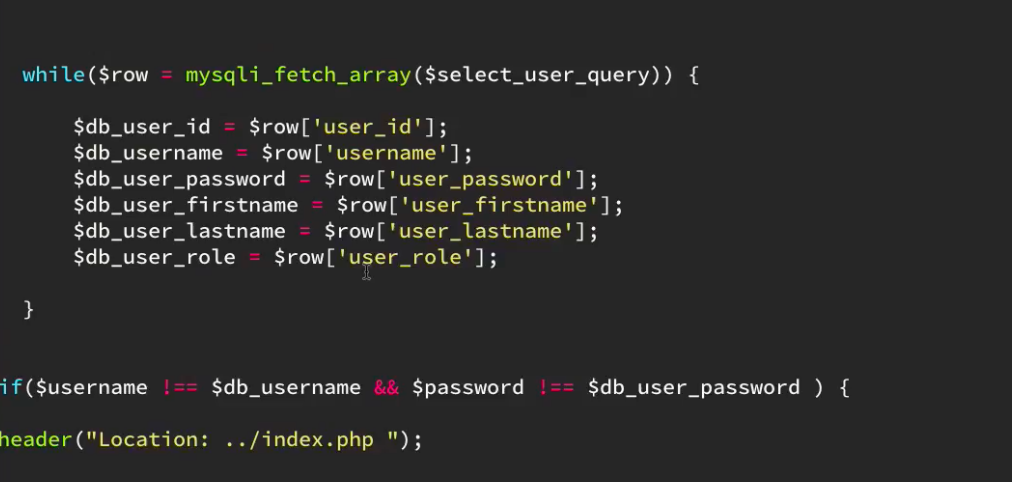 while($row = mysqli_fetch_array($select_user_query)) {
$db_user_id = $row['user_id'];
$db_username = $row['username'];
$db_user_password = $row['user_password'];
$db_user_firstname = $row['user_firstname'];
$db_user_lastname = $row['user_lastname'];
$db_user_role = $row['user_role'];
}
if($username !== $db_username && $password !== $db_user_password ) {
header("Location: ../index.php ");